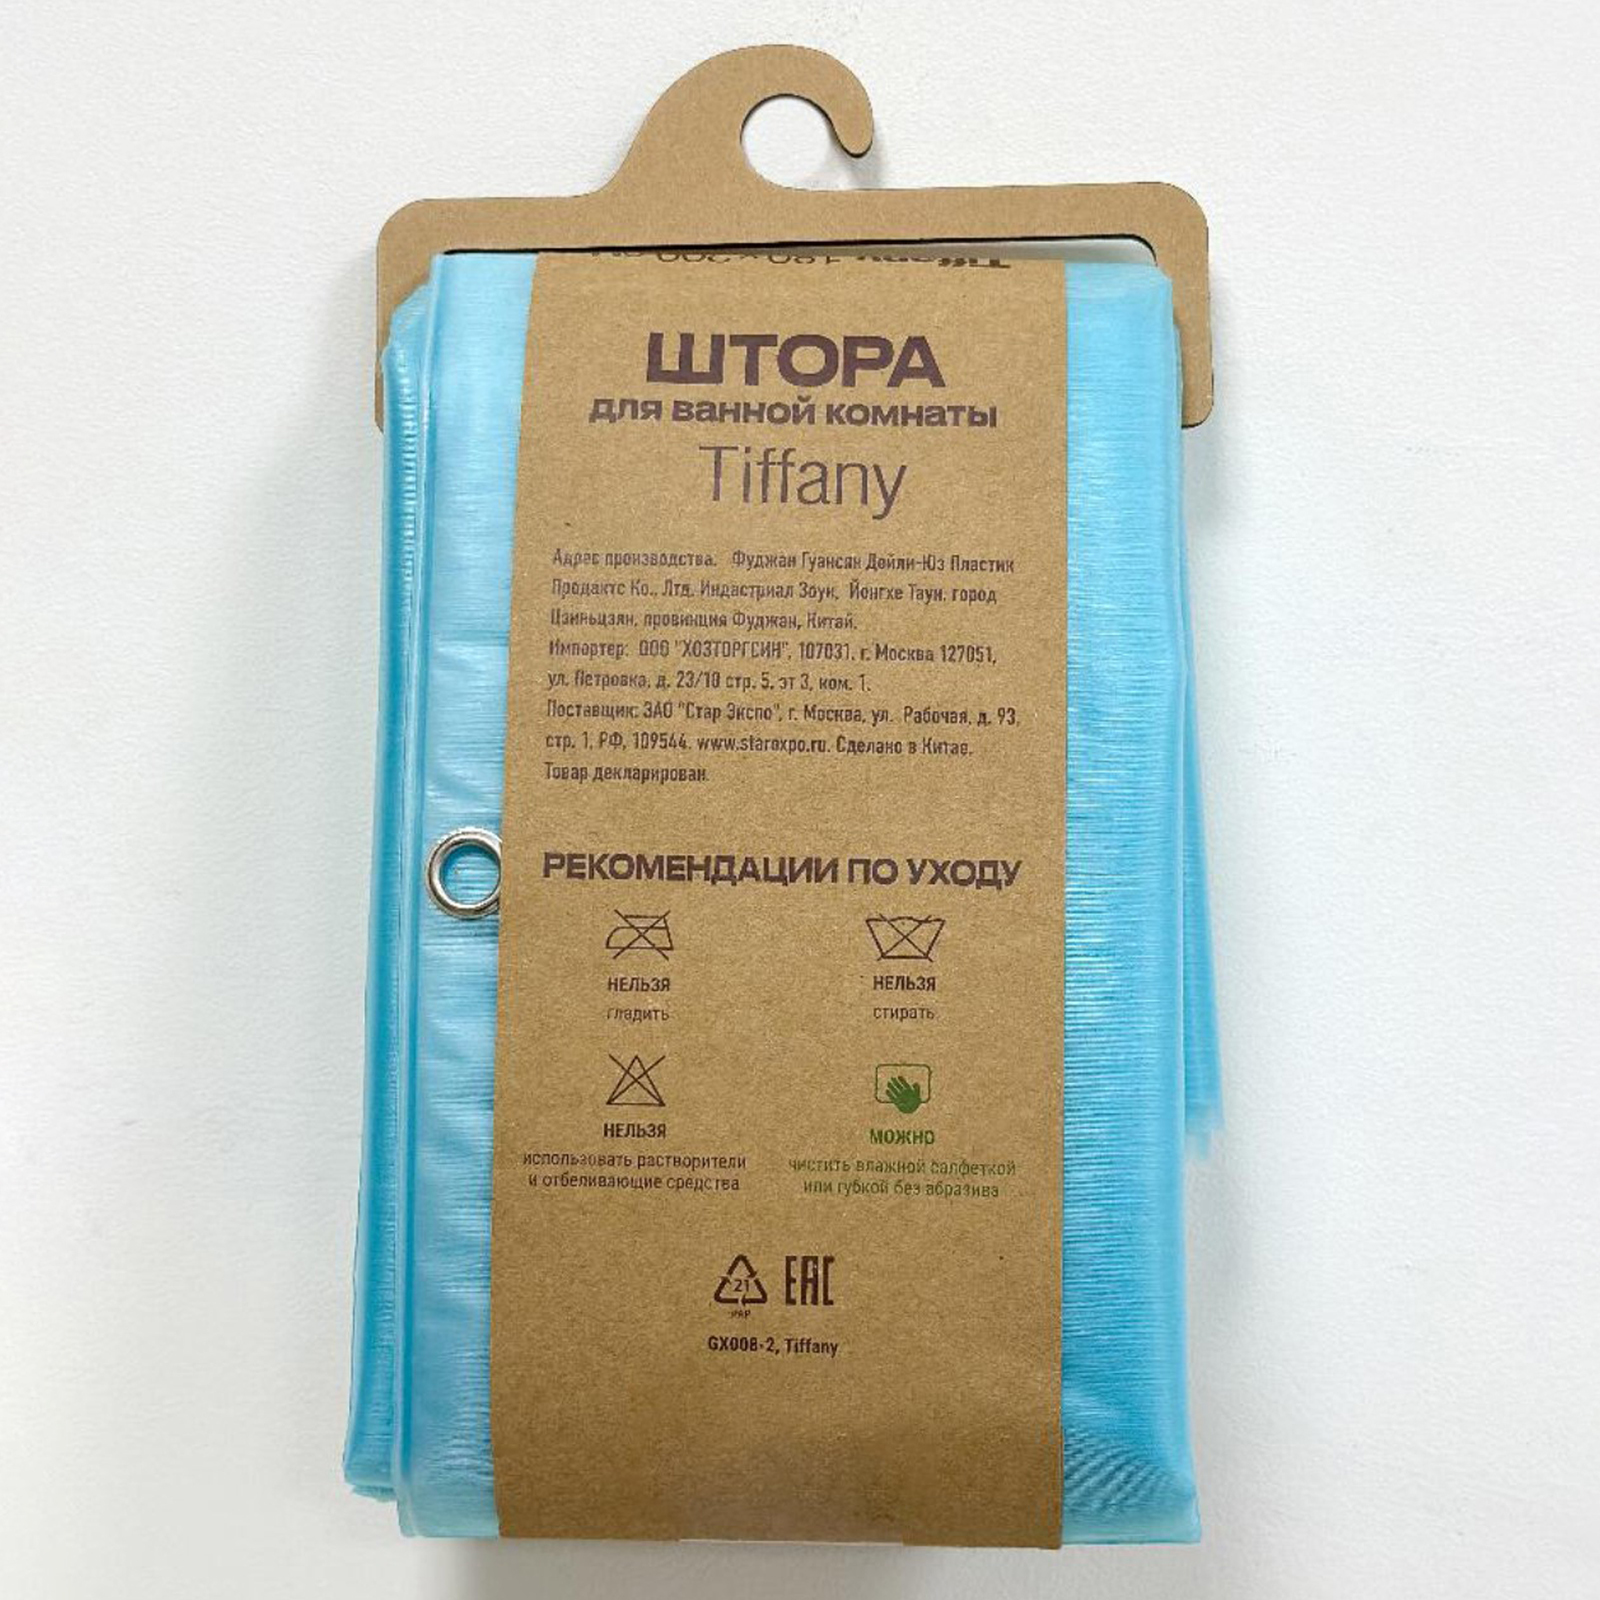 Tiffany 180 × 200 см
ШТОРА
для ванной комнаты
Tiffany
Адрес производства: Фуджан Гуансян Дейли-Юз Пластик
Продактс Ко., Лтд. Индастриал Зоун, Йонгхе Таун, город
Цзиньцзян, провинция Фуджан, Китай.
Импортер: ООО "ХОЗТОРГСИН", 107031, г. Москва 127051,
ул. Петровка, д. 23/10 стр. 5, эт 3, ком. 1.
Поставщик: ЗАО "Стар Экспо", г. Москва, ул. Рабочая, д. 93,
стр. 1, РФ, 109544. www.starexpo.ru. Сделано в Китае.
Товар декларирован.
РЕКОМЕНДАЦИИ ПО УХОДУ
НЕЛЬЗЯ
гладить
НЕЛЬЗЯ
стирать
НЕЛЬЗЯ
использовать растворители
и отбеливающие средства
МОЖНО
чистить влажной салфеткой
или губкой без абразива
21
PAP
EAC
GX008-2, Tiffany